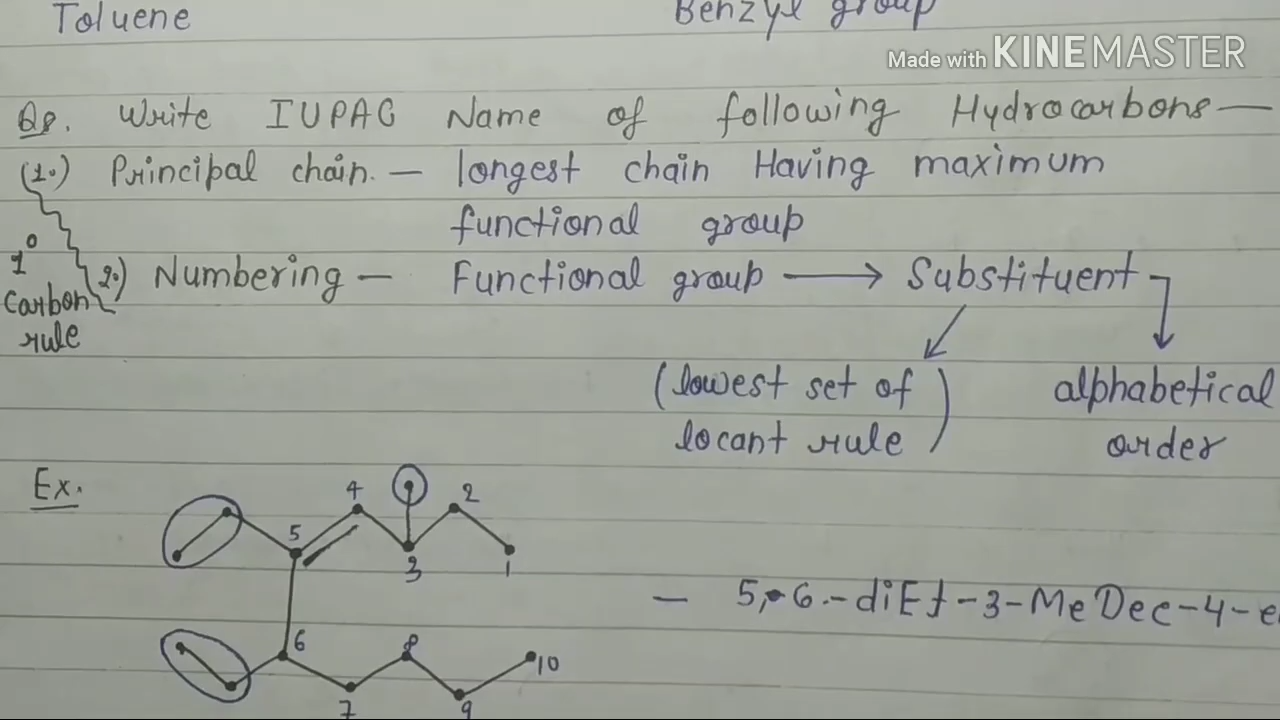 Toluene Benzyl group
Made with KINEMASTER
Q8. Write IUPAC Name of following Hydrocarbons —
(1.) Principal chain. — longest chain Having maximum
functional group
2.) Numbering — Functional group → Substituent
1° carbon rule
(lowest set of locant rule)
alphabetical order
Ex.
4 2
5
3 1
6 8 10
7 9
— 5,-6.-diEt-3-MeDec-4-e